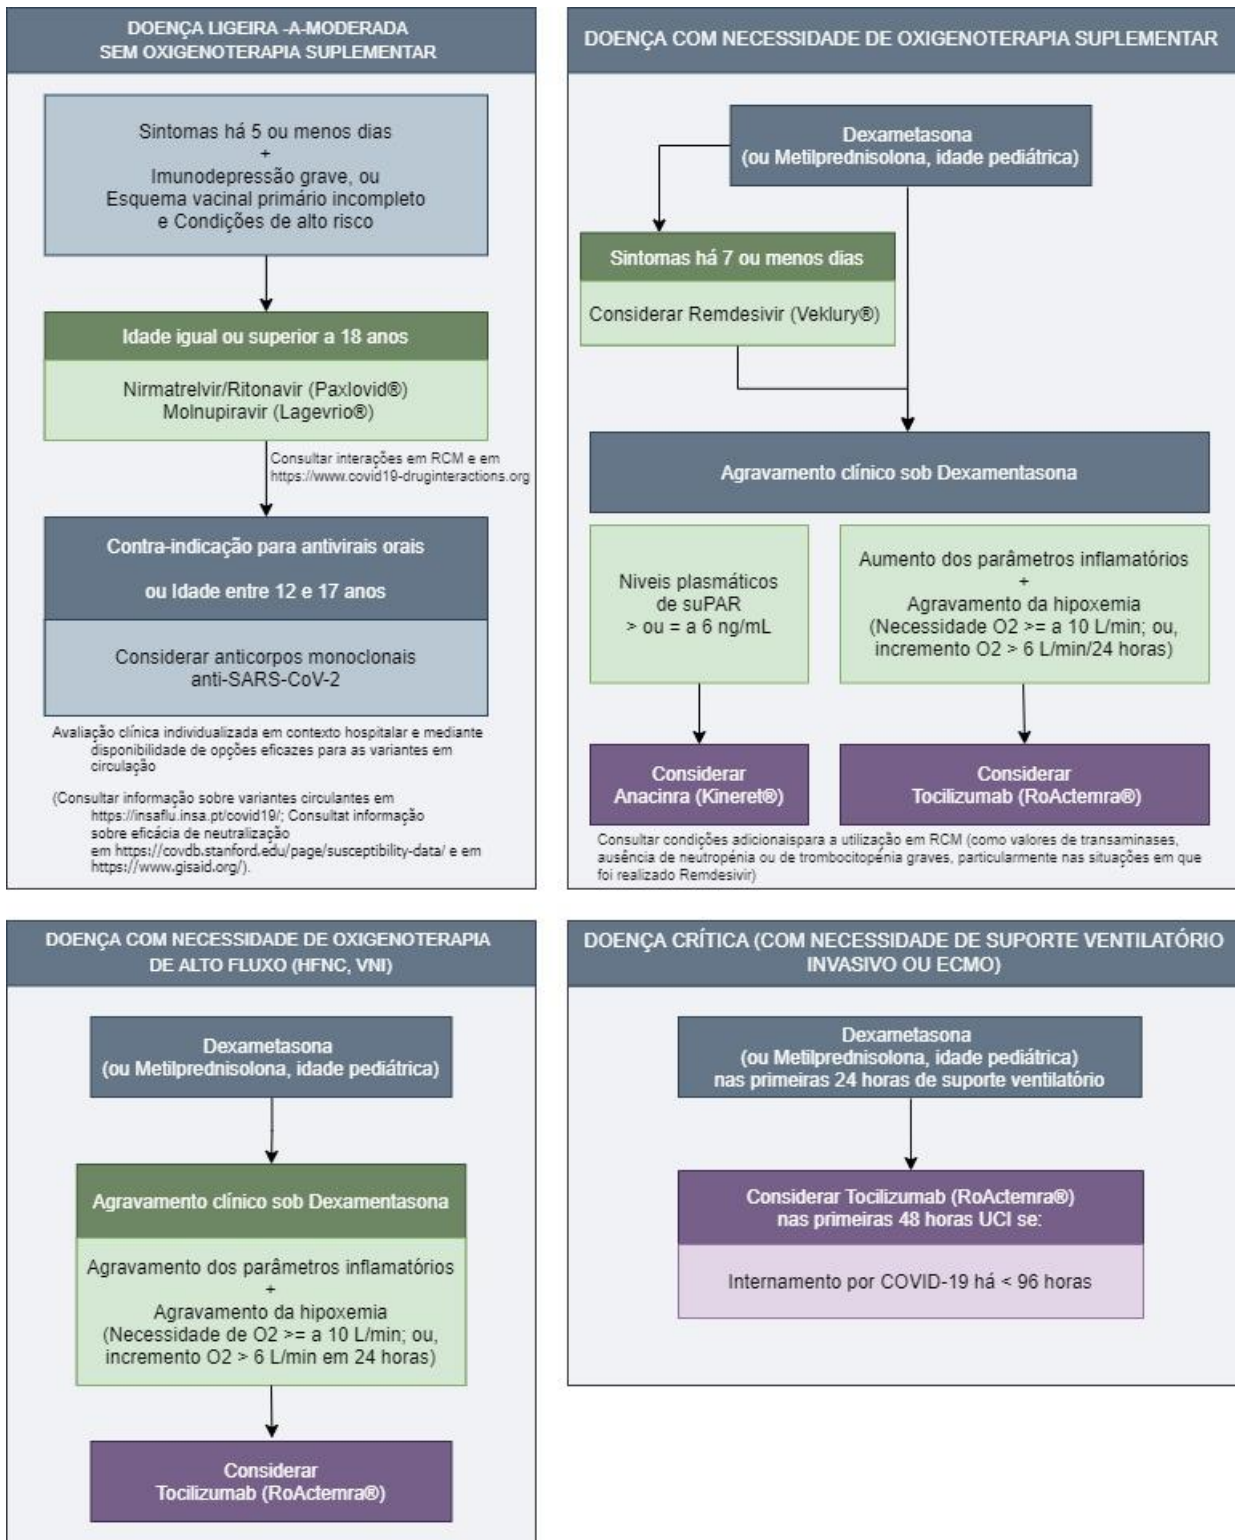 DOENÇA LIGEIRA -A-MODERADA
SEM OXIGENOTERAPIA SUPLEMENTAR
Sintomas há 5 ou menos dias
+
Imunodepressão grave, ou
Esquema vacinal primário incompleto
e Condições de alto risco
Idade igual ou superior a 18 anos
Nirmatrelvir/Ritonavir (Paxlovid®)
Molnupiravir (Lagevrio®)
Consultar interações em RCM e em
https://www.covid19-druginteractions.org
Contra-indicação para antivirais orais
ou Idade entre 12 e 17 anos
Considerar anticorpos monoclonais
anti-SARS-CoV-2
Avaliação clínica individualizada em contexto hospitalar e mediante
disponibilidade de opções eficazes para as variantes em
circulação
(Consultar informação sobre variantes circulantes em
https://insaflu.insa.pt/covid19/; Consultat informação
sobre eficácia de neutralização
em https://covdb.stanford.edu/page/susceptibility-data/ e em
https://www.gisaid.org/).
DOENÇA COM NECESSIDADE DE OXIGENOTERAPIA SUPLEMENTAR
Dexametasona
(ou Metilprednisolona, idade pediátrica)
Sintomas há 7 ou menos dias
Considerar Remdesivir (Veklury®)
Agravamento clínico sob Dexamentasona
Niveis plasmáticos
de suPAR
> ou = a 6 ng/mL
Aumento dos parâmetros inflamatórios
+
Agravamento da hipoxemia
(Necessidade O2 >= a 10 L/min; ou,
incremento O2 > 6 L/min/24 horas)
Considerar
Anacinra (Kineret®)
Considerar
Tocilizumab (RoActemra®)
Consultar condições adicionaispara a utilização em RCM (como valores de transaminases,
ausência de neutropénia ou de trombocitopénia graves, particularmente nas situações em que
foi realizado Remdesivir)
DOENÇA COM NECESSIDADE DE OXIGENOTERAPIA
DE ALTO FLUXO (HFNC, VNI)
Dexametasona
(ou Metilprednisolona, idade pediátrica)
Agravamento clínico sob Dexamentasona
Agravamento dos parâmetros inflamatórios
+
Agravamento da hipoxemia
(Necessidade de O2 >= a 10 L/min; ou,
incremento O2 > 6 L/min em 24 horas)
Considerar
Tocilizumab (RoActemra®)
DOENÇA CRÍTICA (COM NECESSIDADE DE SUPORTE VENTILATÓRIO
INVASIVO OU ECMO)
Dexametasona
(ou Metilprednisolona, idade pediátrica)
nas primeiras 24 horas de suporte ventilatório
Considerar Tocilizumab (RoActemra®)
nas primeiras 48 horas UCI se:
Internamento por COVID-19 há < 96 horas